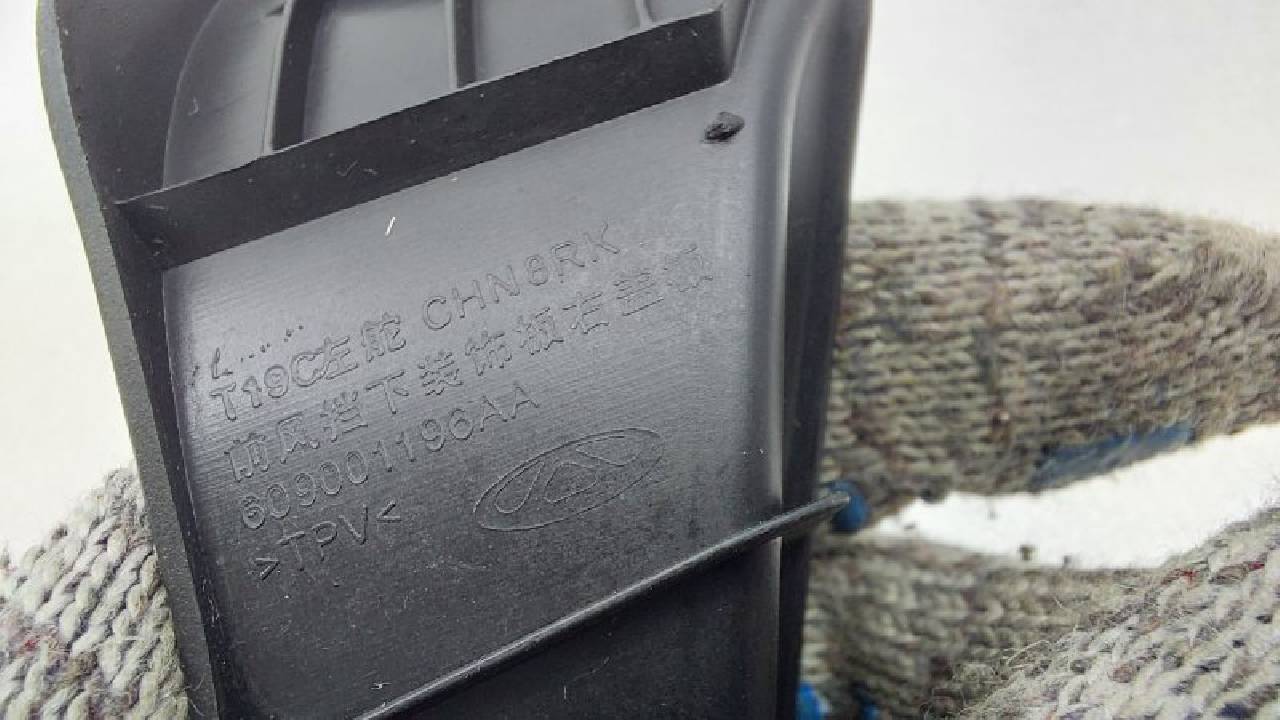 T19C左舵 CHN8RK
前风挡下装饰板右盖板
609001196AA
>TPV<